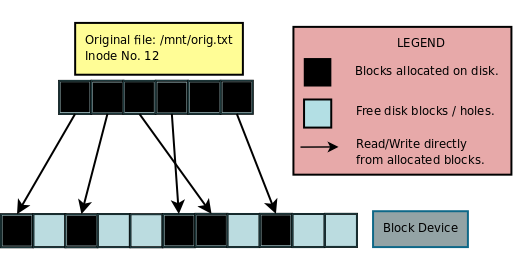 Original file: /mnt/orig.txt
Inode No. 12
LEGEND
Blocks allocated on disk.
Free disk blocks / holes.
Read/Write directly
from allocated blocks.
Block Device